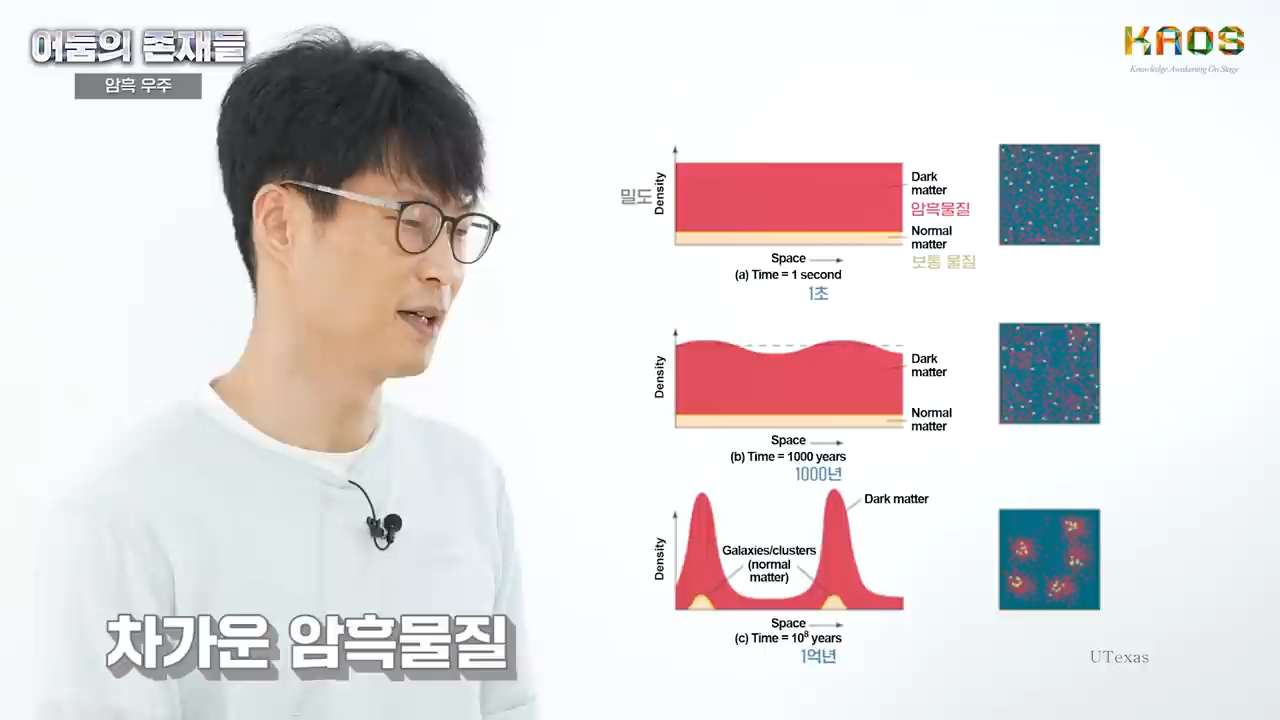 어둠의 존재들
암흑 우주
KAOS
Knowledge Awakening On Stage
밀도
Density
Dark
matter
암흑물질
Normal
matter
보통 물질
Space
(a) Time = 1 second
1초
Density
Dark
matter
Normal
matter
Space
(b) Time = 1000 years
1000년
Density
Dark matter
Galaxies/clusters
(normal
matter)
Space
(c) Time = 10⁸ years
1억년
UTexas
차가운 암흑물질